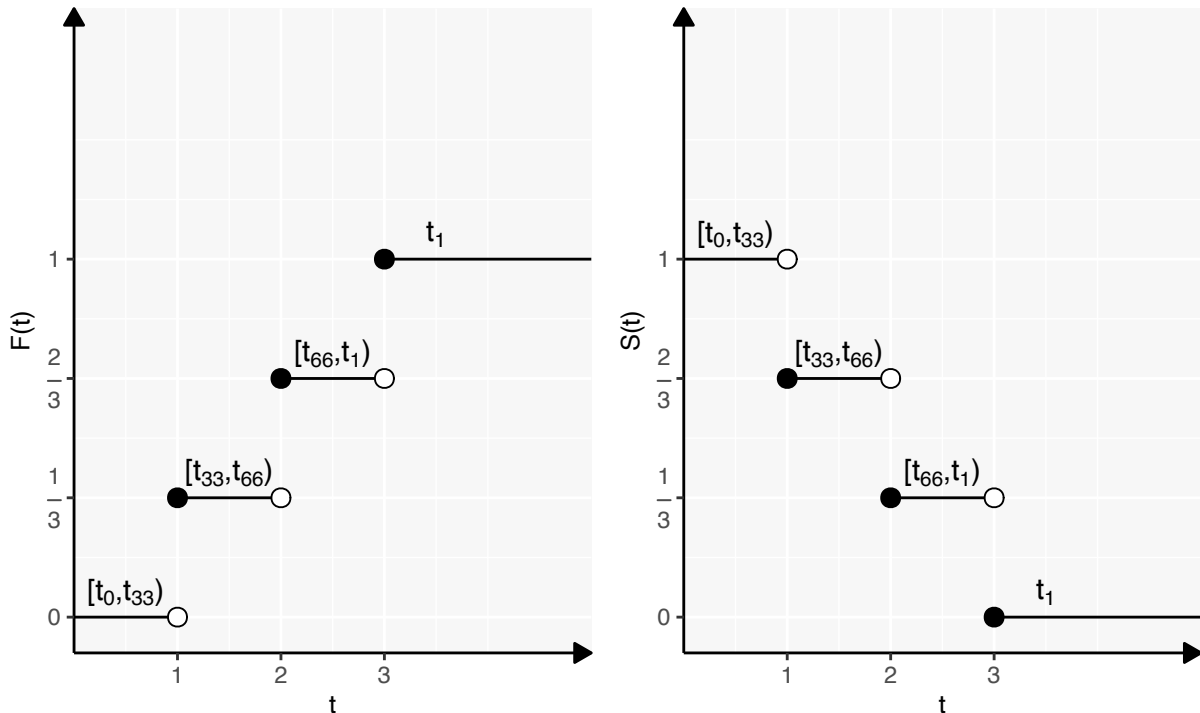 F(t)
1
2
3
1
3
0
[t0,t33)
[t33,t66)
[t66,t1)
t1
1 2 3
t
S(t)
1
2
3
1
3
0
[t0,t33)
[t33,t66)
[t66,t1)
t1
1 2 3
t